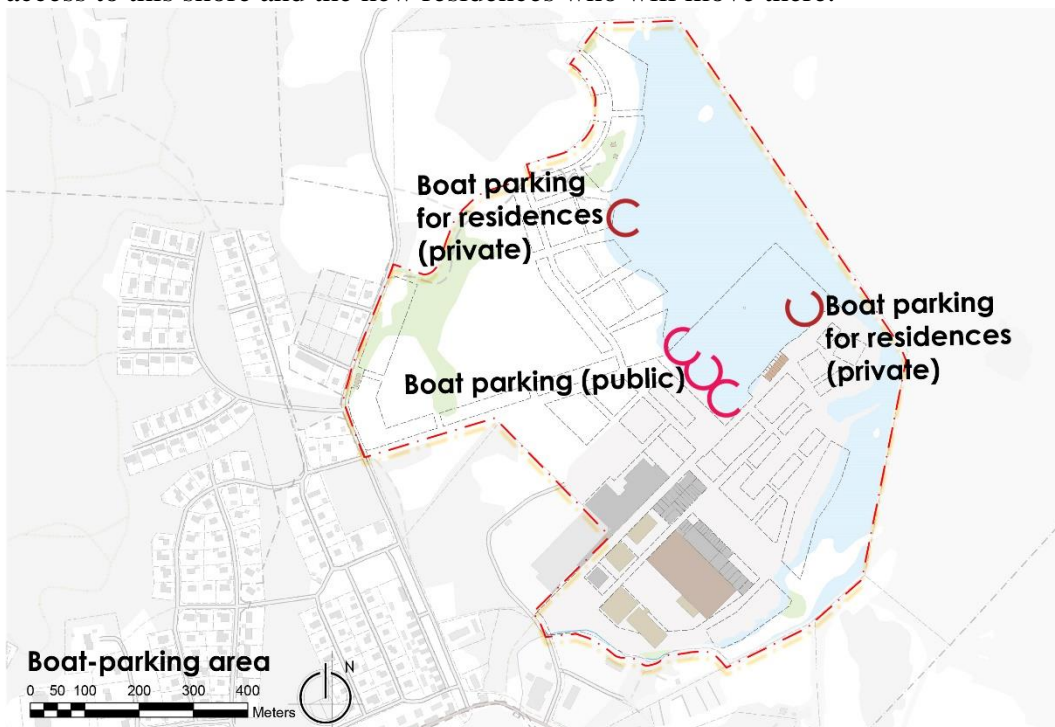 access to this shore and the new residences who will move there.
Boat parking
for residences
(private)
Boat parking
for residences
(private)
Boat parking (public)
Boat-parking area
0 50 100 200 300 400
Meters
N